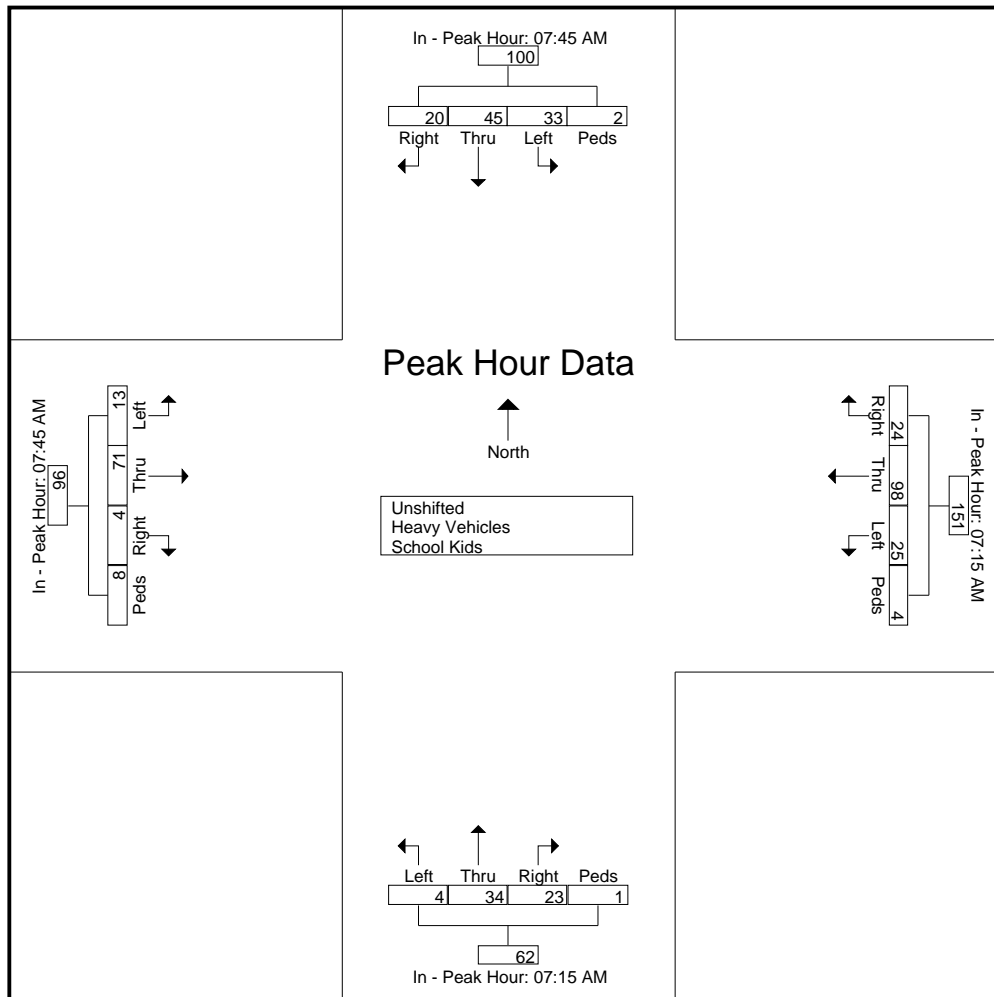 In - Peak Hour: 07:45 AM
100
20 45 33 2
Right Thru Left Peds
Peak Hour Data
North
Unshifted
Heavy Vehicles
School Kids
In - Peak Hour: 07:45 AM
96
13 71 4 8
Left Thru Right Peds
In - Peak Hour: 07:15 AM
151
24 98 25 4
Right Thru Left Peds
Left Thru Right Peds
4 34 23 1
62
In - Peak Hour: 07:15 AM